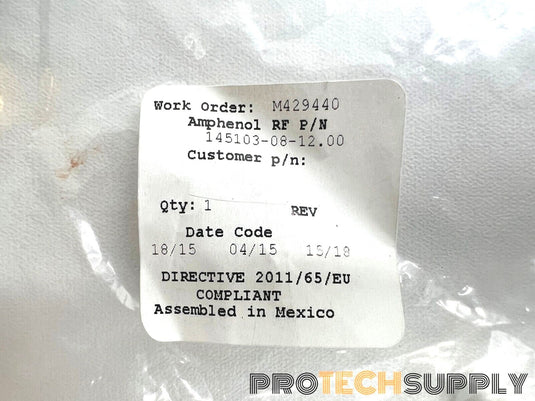 Work Order: M429440
Amphenol RF P/N
145103-08-12.00
Customer p/n:
Qty: 1 REV
Date Code
18/15 04/15 15/18
DIRECTIVE 2011/65/EU
COMPLIANT
Assembled in Mexico
PROTECHSUPPLY